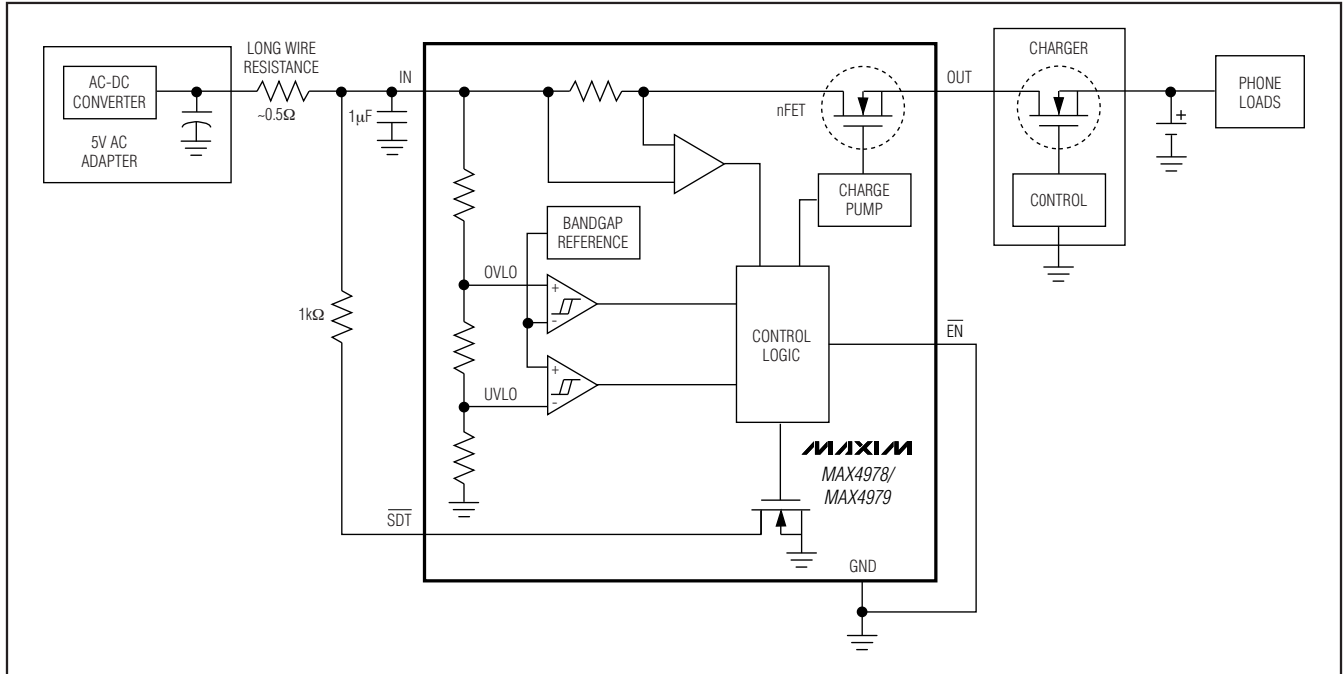 LONG WIRE
RESISTANCE
~0.5Ω
AC-DC
CONVERTER
5V AC
ADAPTER
IN
1µF
1kΩ
OVLO
UVLO
BANDGAP
REFERENCE
+
-
+
-
nFET
CHARGE
PUMP
CONTROL
LOGIC
MAXIM
MAX4978/
MAX4979
SDT
GND
EN
OUT
CHARGER
CONTROL
+
PHONE
LOADS